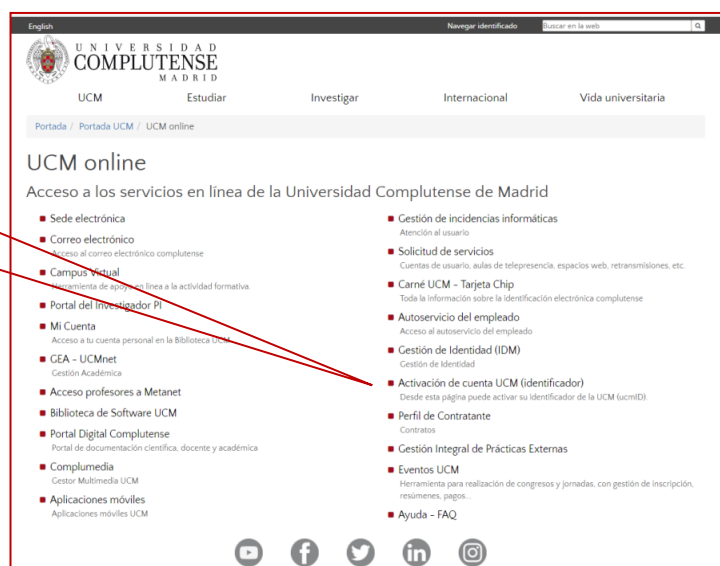 English
Navegar identificado
Buscar en la web
UNIVERSIDAD
COMPLUTENSE
MADRID
UCM
Estudiar
Investigar
Internacional
Vida universitaria
Portada / Portada UCM / UCM online
UCM online
Acceso a los servicios en línea de la Universidad Complutense de Madrid
Sede electrónica
Correo electrónico
Acceso al correo electrónico complutense
Campus Virtual
Herramienta de apoyo en línea a la actividad formativa.
Portal del Investigador PI
Mi Cuenta
Acceso a tu cuenta personal en la Biblioteca UCM
GEA - UCMnet
Gestión Académica
Acceso profesores a Metanet
Biblioteca de Software UCM
Portal Digital Complutense
Portal de documentación científica, docente y académica
Complumedia
Gestor Multimedia UCM
Aplicaciones móviles
Aplicaciones móviles UCM
Gestión de incidencias informáticas
Atención al usuario
Solicitud de servicios
Cuentas de usuario, aulas de telepresencia, espacios web, retransmisiones, etc.
Carné UCM - Tarjeta Chip
Toda la información sobre la identificación electrónica complutense
Autoservicio del empleado
Acceso al autoservicio del empleado
Gestión de Identidad (IDM)
Gestión de Identidad
Activación de cuenta UCM (identificador)
Desde esta página puede activar su identificador de la UCM (ucmID).
Perfil de Contratante
Contratos
Gestión Integral de Prácticas Externas
Eventos UCM
Herramienta para realización de congresos y jornadas, con gestión de inscripción,
resúmenes, pagos...
Ayuda - FAQ